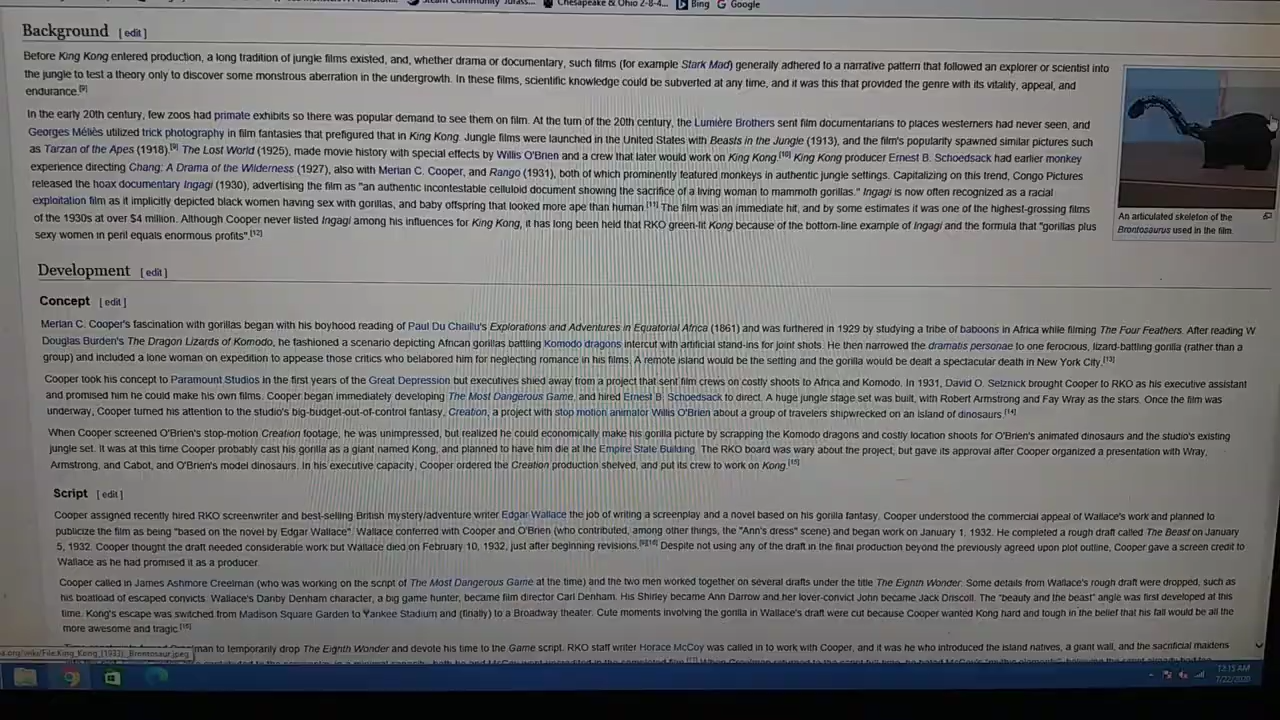 Steam Community
Chesapeake & Ohio 2-8-4...
Bing
Google
Background [ edit ]
Before King Kong entered production, a long tradition of jungle films existed, and, whether drama or documentary, such films (for example Stark Mad) generally adhered to a narrative pattern that followed an explorer or scientist into
the jungle to test a theory only to discover some monstrous aberration in the undergrowth. In these films, scientific knowledge could be subverted at any time, and it was this that provided the genre with its vitality, appeal, and
endurance.[9]
In the early 20th century, few zoos had primate exhibits so there was popular demand to see them on film. At the turn of the 20th century, the Lumière Brothers sent film documentarians to places westerners had never seen, and
Georges Méliès utilized trick photography in film fantasies that prefigured that in King Kong. Jungle films were launched in the United States with Beasts in the Jungle (1913), and the film's popularity spawned similar pictures such
as Tarzan of the Apes (1918).[9] The Lost World (1925), made movie history with special effects by Willis O'Brien and a crew that later would work on King Kong.[10] King Kong producer Ernest B. Schoedsack had earlier monkey
experience directing Chang: A Drama of the Wilderness (1927), also with Merian C. Cooper, and Rango (1931), both of which prominently featured monkeys in authentic jungle settings. Capitalizing on this trend, Congo Pictures
released the hoax documentary Ingagi (1930), advertising the film as "an authentic incontestable celluloid document showing the sacrifice of a living woman to mammoth gorillas." Ingagi is now often recognized as a racial
exploitation film as it implicitly depicted black women having sex with gorillas, and baby offspring that looked more ape than human.[11] The film was an immediate hit, and by some estimates it was one of the highest-grossing films
of the 1930s at over $4 million. Although Cooper never listed Ingagi among his influences for King Kong, it has long been held that RKO green-lit Kong because of the bottom-line example of Ingagi and the formula that "gorillas plus
sexy women in peril equals enormous profits".[12]
An articulated skeleton of the
Brontosaurus used in the film.
Development [ edit ]
Concept [ edit ]
Merian C. Cooper's fascination with gorillas began with his boyhood reading of Paul Du Chaillu's Explorations and Adventures in Equatorial Africa (1861) and was furthered in 1929 by studying a tribe of baboons in Africa while filming The Four Feathers. After reading W.
Douglas Burden's The Dragon Lizards of Komodo, he fashioned a scenario depicting African gorillas battling Komodo dragons intercut with artificial stand-ins for joint shots. He then narrowed the dramatis personae to one ferocious, lizard-battling gorilla (rather than a
group) and included a lone woman on expedition to appease those critics who belabored him for neglecting romance in his films. A remote island would be the setting and the gorilla would be dealt a spectacular death in New York City.[13]
Cooper took his concept to Paramount Studios in the first years of the Great Depression but executives shied away from a project that sent film crews on costly shoots to Africa and Komodo. In 1931, David O. Selznick brought Cooper to RKO as his executive assistant
and promised him he could make his own films. Cooper began immediately developing The Most Dangerous Game, and hired Ernest B. Schoedsack to direct. A huge jungle stage set was built, with Robert Armstrong and Fay Wray as the stars. Once the film was
underway, Cooper turned his attention to the studio's big-budget-out-of-control fantasy, Creation, a project with stop motion animator Willis O'Brien about a group of travelers shipwrecked on an island of dinosaurs.[14]
When Cooper screened O'Brien's stop-motion Creation footage, he was unimpressed, but realized he could economically make his gorilla picture by scrapping the Komodo dragons and costly location shoots for O'Brien's animated dinosaurs and the studio's existing
jungle set. It was at this time Cooper probably cast his gorilla as a giant named Kong, and planned to have him die at the Empire State Building. The RKO board was wary about the project, but gave its approval after Cooper organized a presentation with Wray,
Armstrong, and Cabot, and O'Brien's model dinosaurs. In his executive capacity, Cooper ordered the Creation production shelved, and put its crew to work on Kong.[15]
Script [ edit ]
Cooper assigned recently hired RKO screenwriter and best-selling British mystery/adventure writer Edgar Wallace the job of writing a screenplay and a novel based on his gorilla fantasy. Cooper understood the commercial appeal of Wallace's work and planned to
publicize the film as being "based on the novel by Edgar Wallace". Wallace conferred with Cooper and O'Brien (who contributed, among other things, the "Ann's dress" scene) and began work on January 1, 1932. He completed a rough draft called The Beast on January
5, 1932. Cooper thought the draft needed considerable work but Wallace died on February 10, 1932, just after beginning revisions.[16] Despite not using any of the draft in the final production beyond the previously agreed upon plot outline, Cooper gave a screen credit to
Wallace as he had promised it as a producer.
Cooper called in James Ashmore Creelman (who was working on the script of The Most Dangerous Game at the time) and the two men worked together on several drafts under the title The Eighth Wonder. Some details from Wallace's rough draft were dropped, such as
his boatload of escaped convicts. Wallace's Danby Denham character, a big game hunter, became film director Carl Denham. His Shirley became Ann Darrow and her lover-convict John became Jack Driscoll. The "beauty and the beast" angle was first developed at this
time. Kong's escape was switched from Madison Square Garden to Yankee Stadium and (finally) to a Broadway theater. Cute moments involving the gorilla in Wallace's draft were cut because Cooper wanted Kong hard and tough in the belief that his fall would be all the
more awesome and tragic.[16]
man to temporarily drop The Eighth Wonder and devote his time to the Game script. RKO staff writer Horace McCoy was called in to work with Cooper, and it was he who introduced the island natives, a giant wall, and the sacrificial maidens
a.org/wiki/File:King_Kong_(1933)_Brontosaur.jpeg
12:15 AM
7/22/2020